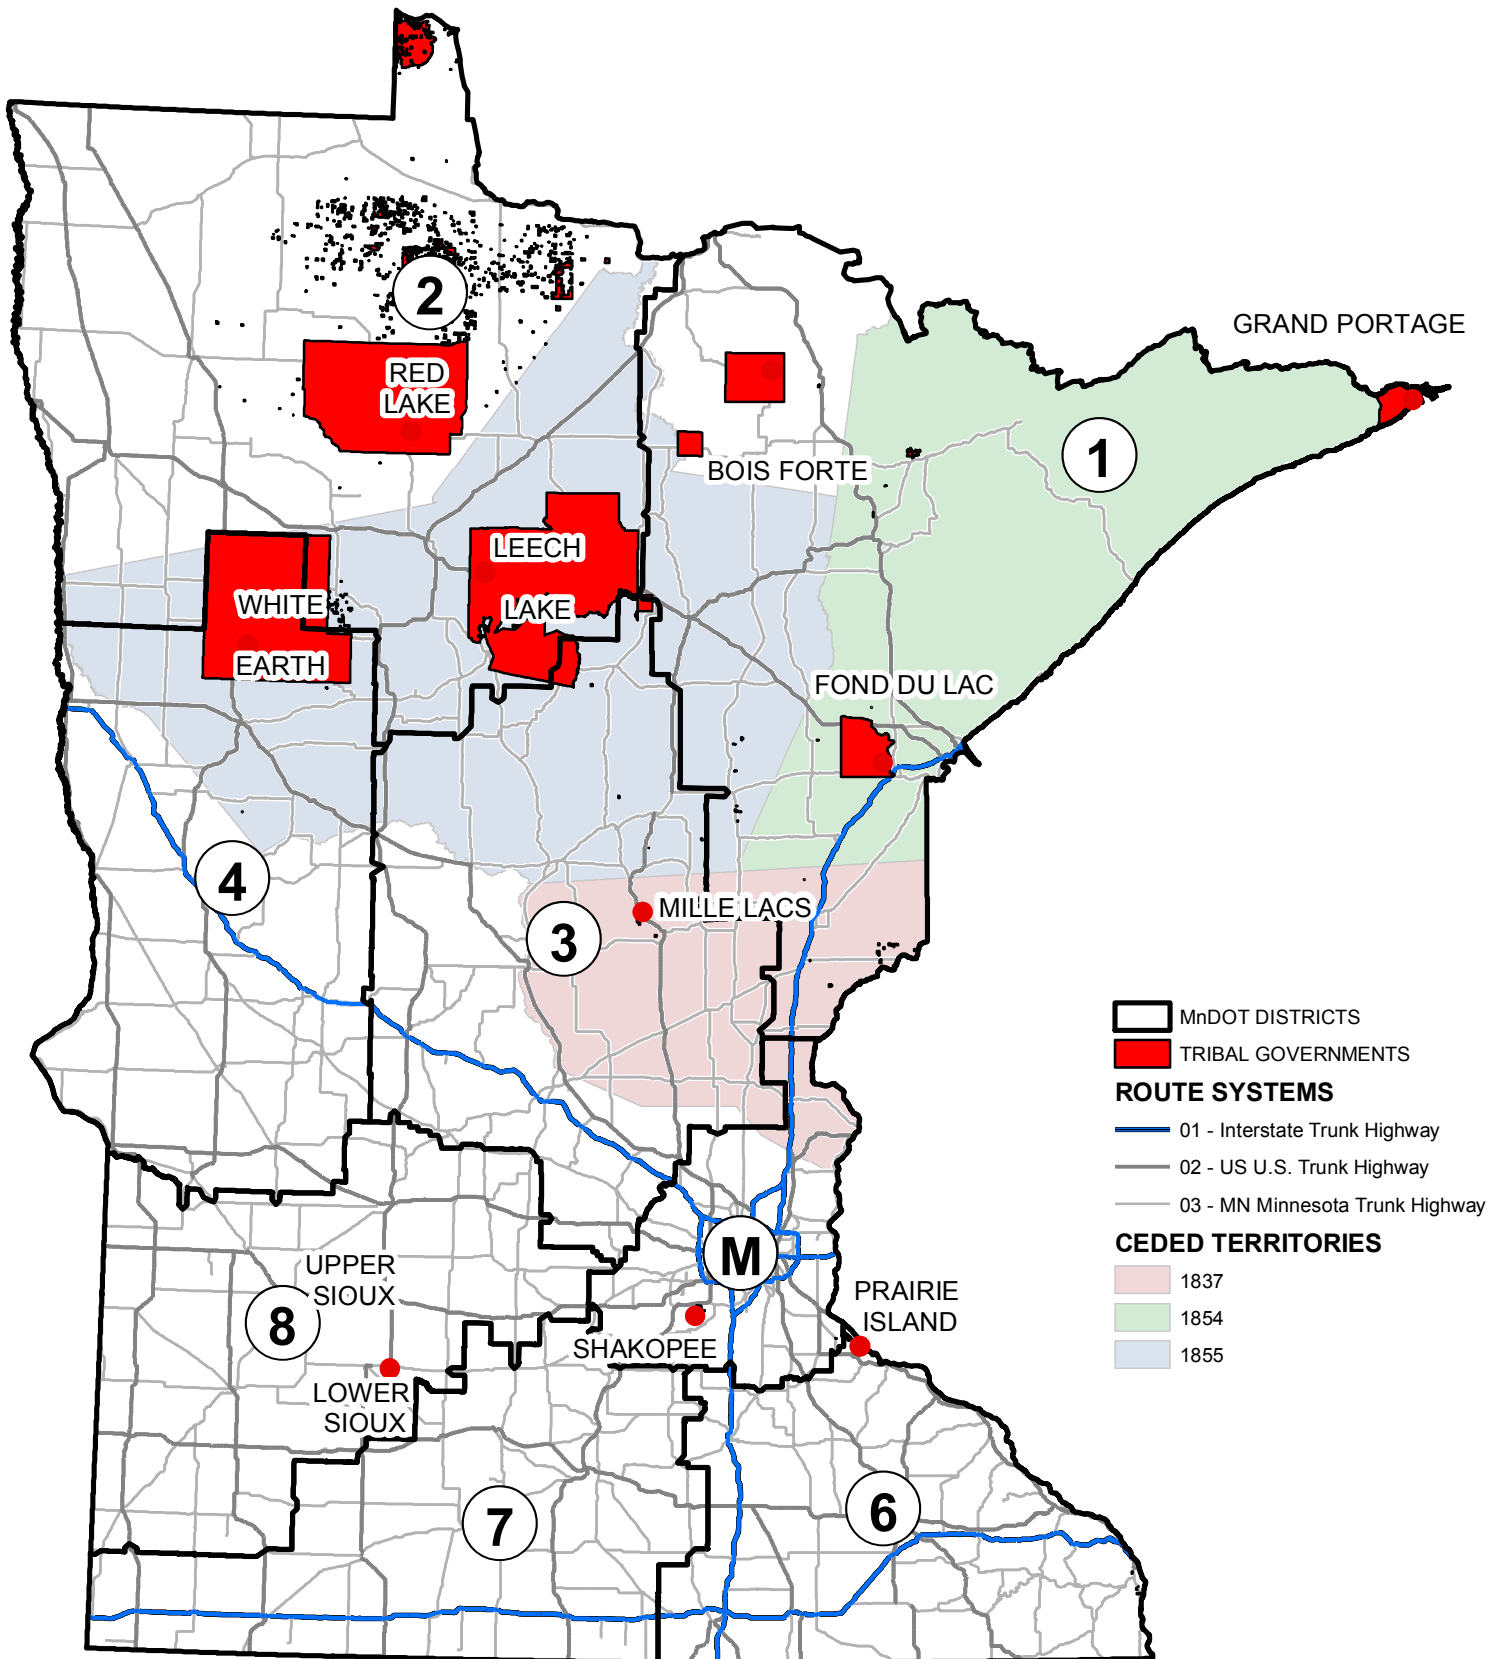 GRAND PORTAGE
2
RED
LAKE
1
BOIS FORTE
LEECH
LAKE
WHITE
EARTH
FOND DU LAC
4
3
MILLE LACS
MnDOT DISTRICTS
TRIBAL GOVERNMENTS
ROUTE SYSTEMS
01 - Interstate Trunk Highway
02 - US U.S. Trunk Highway
03 - MN Minnesota Trunk Highway
CEDED TERRITORIES
1837
1854
1855
M
UPPER
SIOUX
8
PRAIRIE
ISLAND
SHAKOPEE
LOWER
SIOUX
7
6